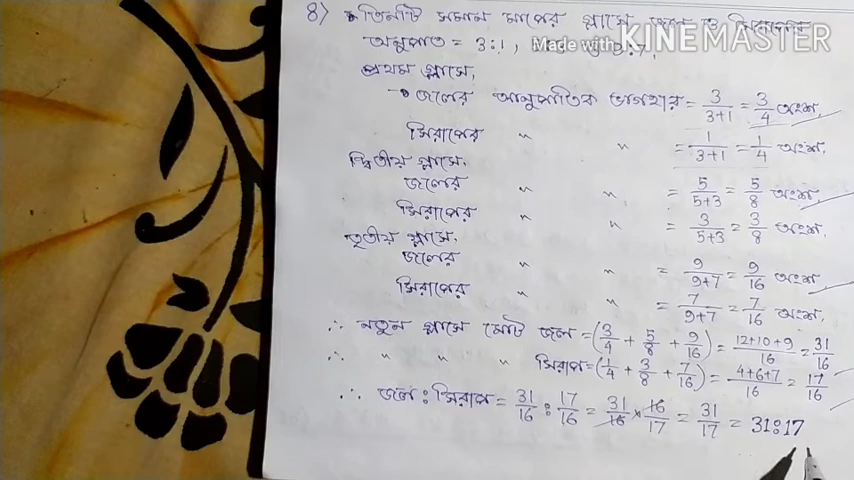 8) তিনটি সমান মাপের গ্লাসে জল ও সিরাপের
অনুপাত = 3:1,
Made with KINEMASTER
প্রথম গ্লাসে,
জলের আনুপাতিক ভাগহার = 3/(3+1) = 3/4 অংশ,
সিরাপের " " = 1/(3+1) = 1/4 অংশ,
দ্বিতীয় গ্লাসে,
জলের " " = 5/(5+3) = 5/8 অংশ,
সিরাপের " " = 3/(5+3) = 3/8 অংশ,
তৃতীয় গ্লাসে,
জলের " " = 9/(9+7) = 9/16 অংশ
সিরাপের " " = 7/(9+7) = 7/16 অংশ,
∴ নতুন গ্লাসে মোট জল = (3/4 + 5/8 + 9/16) = (12+10+9)/16 = 31/16
∴ " " " সিরাপ = (1/4 + 3/8 + 7/16) = (4+6+7)/16 = 17/16
∴ জল : সিরাপ = 31/16 : 17/16 = 31/16 × 16/17 = 31/17 = 31:17